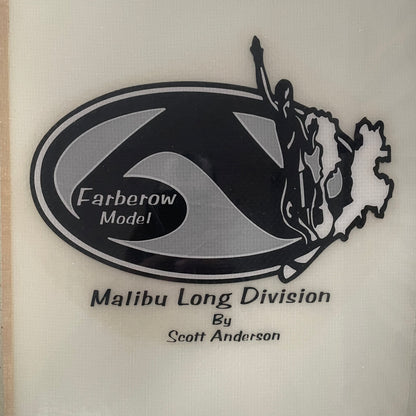 Farberow
Model
Malibu Long Division
By
Scott Anderson